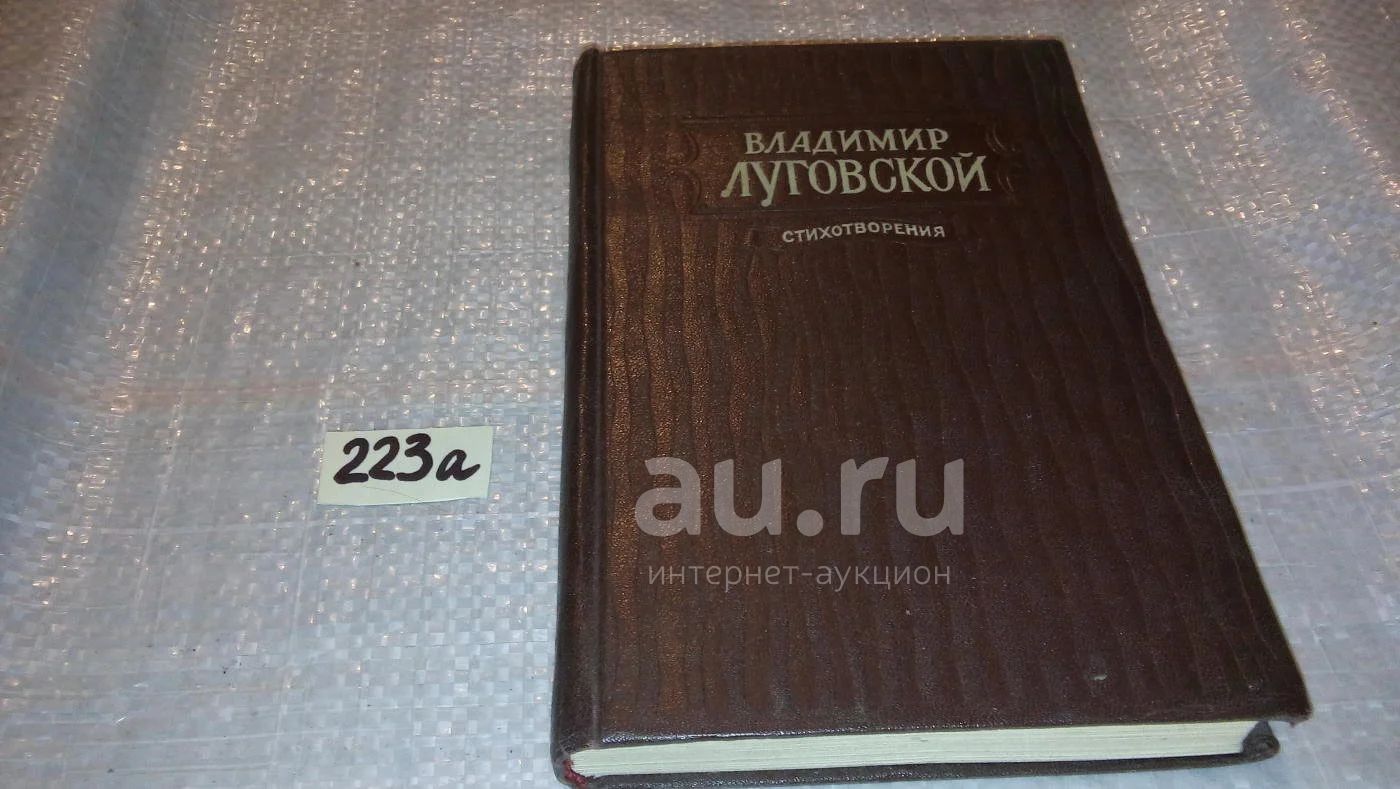 ВЛАДИМИР
ЛУГОВСКОЙ
СТИХОТВОРЕНИЯ
223а
au.ru
интернет-аукцион